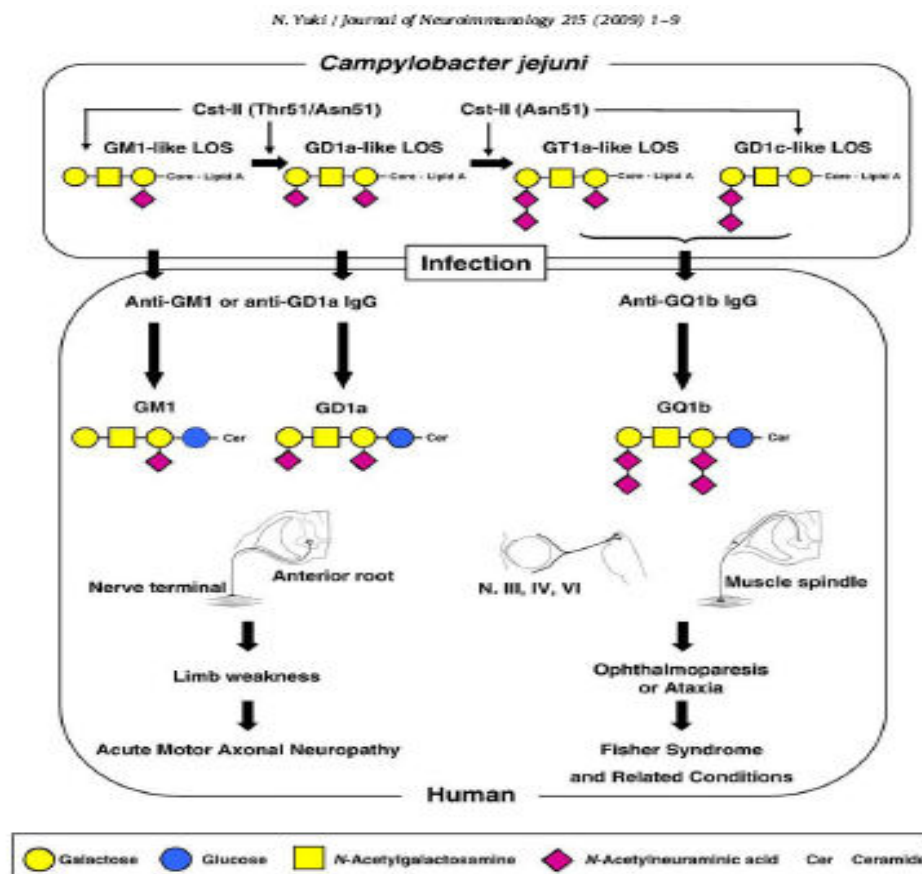 N. Yuki / Journal of Neuroimmunology 215 (2009) 1–9
Campylobacter jejuni
Cst-II (Thr51/Asn51) Cst-II (Asn51)
GM1-like LOS GD1a-like LOS GT1a-like LOS GD1c-like LOS
Core - Lipid A Core - Lipid A Core - Lipid A Core - Lipid A
Infection
Anti-GM1 or anti-GD1a IgG Anti-GQ1b IgG
GM1 GD1a GQ1b
Cer Cer Cer
Nerve terminal Anterior root N. III, IV, VI Muscle spindle
Limb weakness Ophthalmoparesis
or Ataxia
Acute Motor Axonal Neuropathy Fisher Syndrome
and Related Conditions
Human
Galactose Glucose N-Acetylgalactosamine N-Acetylneuraminic acid Cer Ceramide